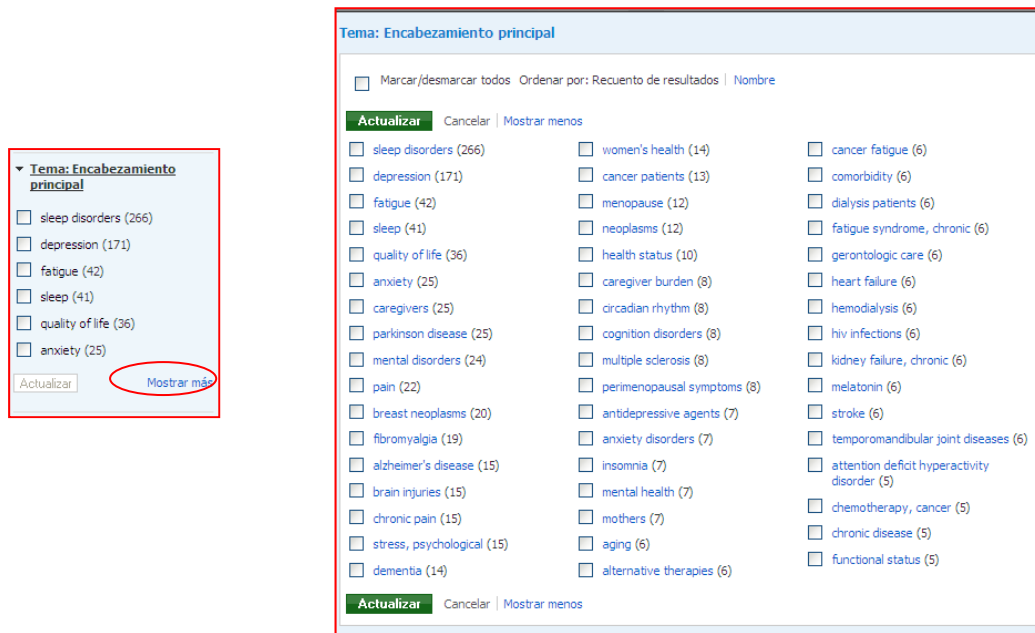 Tema: Encabezamiento
principal
sleep disorders (266)
depression (171)
fatigue (42)
sleep (41)
quality of life (36)
anxiety (25)
Actualizar Mostrar más
Tema: Encabezamiento principal
Marcar/desmarcar todos Ordenar por: Recuento de resultados | Nombre
Actualizar Cancelar | Mostrar menos
sleep disorders (266)
depression (171)
fatigue (42)
sleep (41)
quality of life (36)
anxiety (25)
caregivers (25)
parkinson disease (25)
mental disorders (24)
pain (22)
breast neoplasms (20)
fibromyalgia (19)
alzheimer's disease (15)
brain injuries (15)
chronic pain (15)
stress, psychological (15)
dementia (14)
women's health (14)
cancer patients (13)
menopause (12)
neoplasms (12)
health status (10)
caregiver burden (8)
circadian rhythm (8)
cognition disorders (8)
multiple sclerosis (8)
perimenopausal symptoms (8)
antidepressive agents (7)
anxiety disorders (7)
insomnia (7)
mental health (7)
mothers (7)
aging (6)
alternative therapies (6)
cancer fatigue (6)
comorbidity (6)
dialysis patients (6)
fatigue syndrome, chronic (6)
gerontologic care (6)
heart failure (6)
hemodialysis (6)
hiv infections (6)
kidney failure, chronic (6)
melatonin (6)
stroke (6)
temporomandibular joint diseases (6)
attention deficit hyperactivity
disorder (5)
chemotherapy, cancer (5)
chronic disease (5)
functional status (5)
Actualizar Cancelar | Mostrar menos